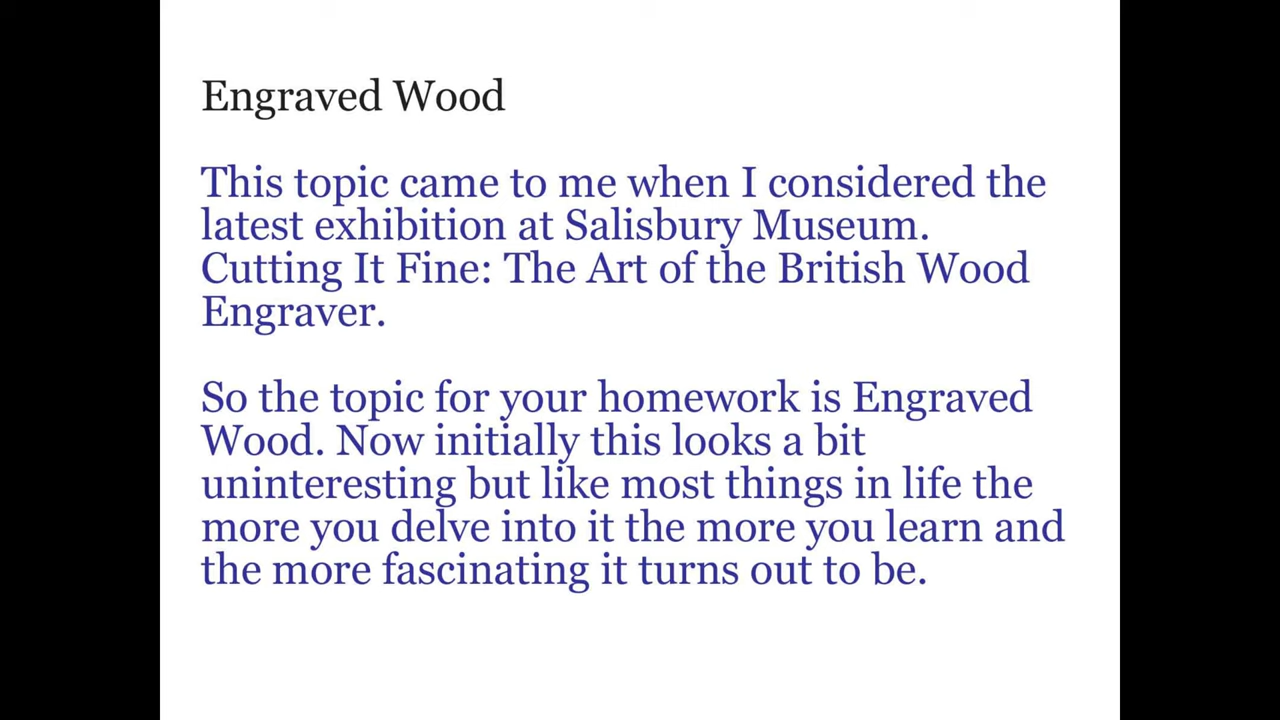 Engraved Wood
This topic came to me when I considered the
latest exhibition at Salisbury Museum.
Cutting It Fine: The Art of the British Wood
Engraver.
So the topic for your homework is Engraved
Wood. Now initially this looks a bit
uninteresting but like most things in life the
more you delve into it the more you learn and
the more fascinating it turns out to be.